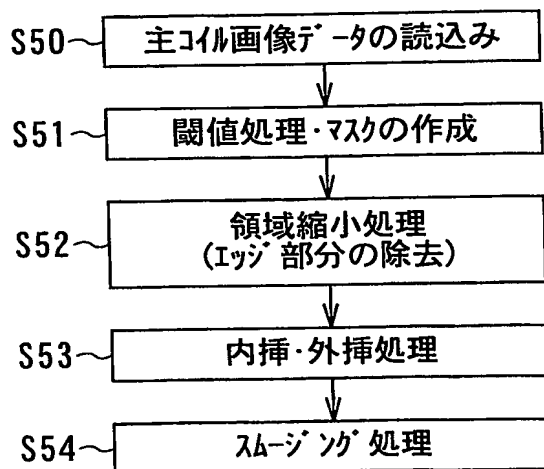 S50 主ｺｲﾙ画像ﾃﾞｰﾀの読込み
S51 閾値処理・ﾏｽｸの作成
S52 領域縮小処理
(ｴｯｼﾞ部分の除去)
S53 内挿・外挿処理
S54 ｽﾑｰｼﾞﾝｸﾞ処理